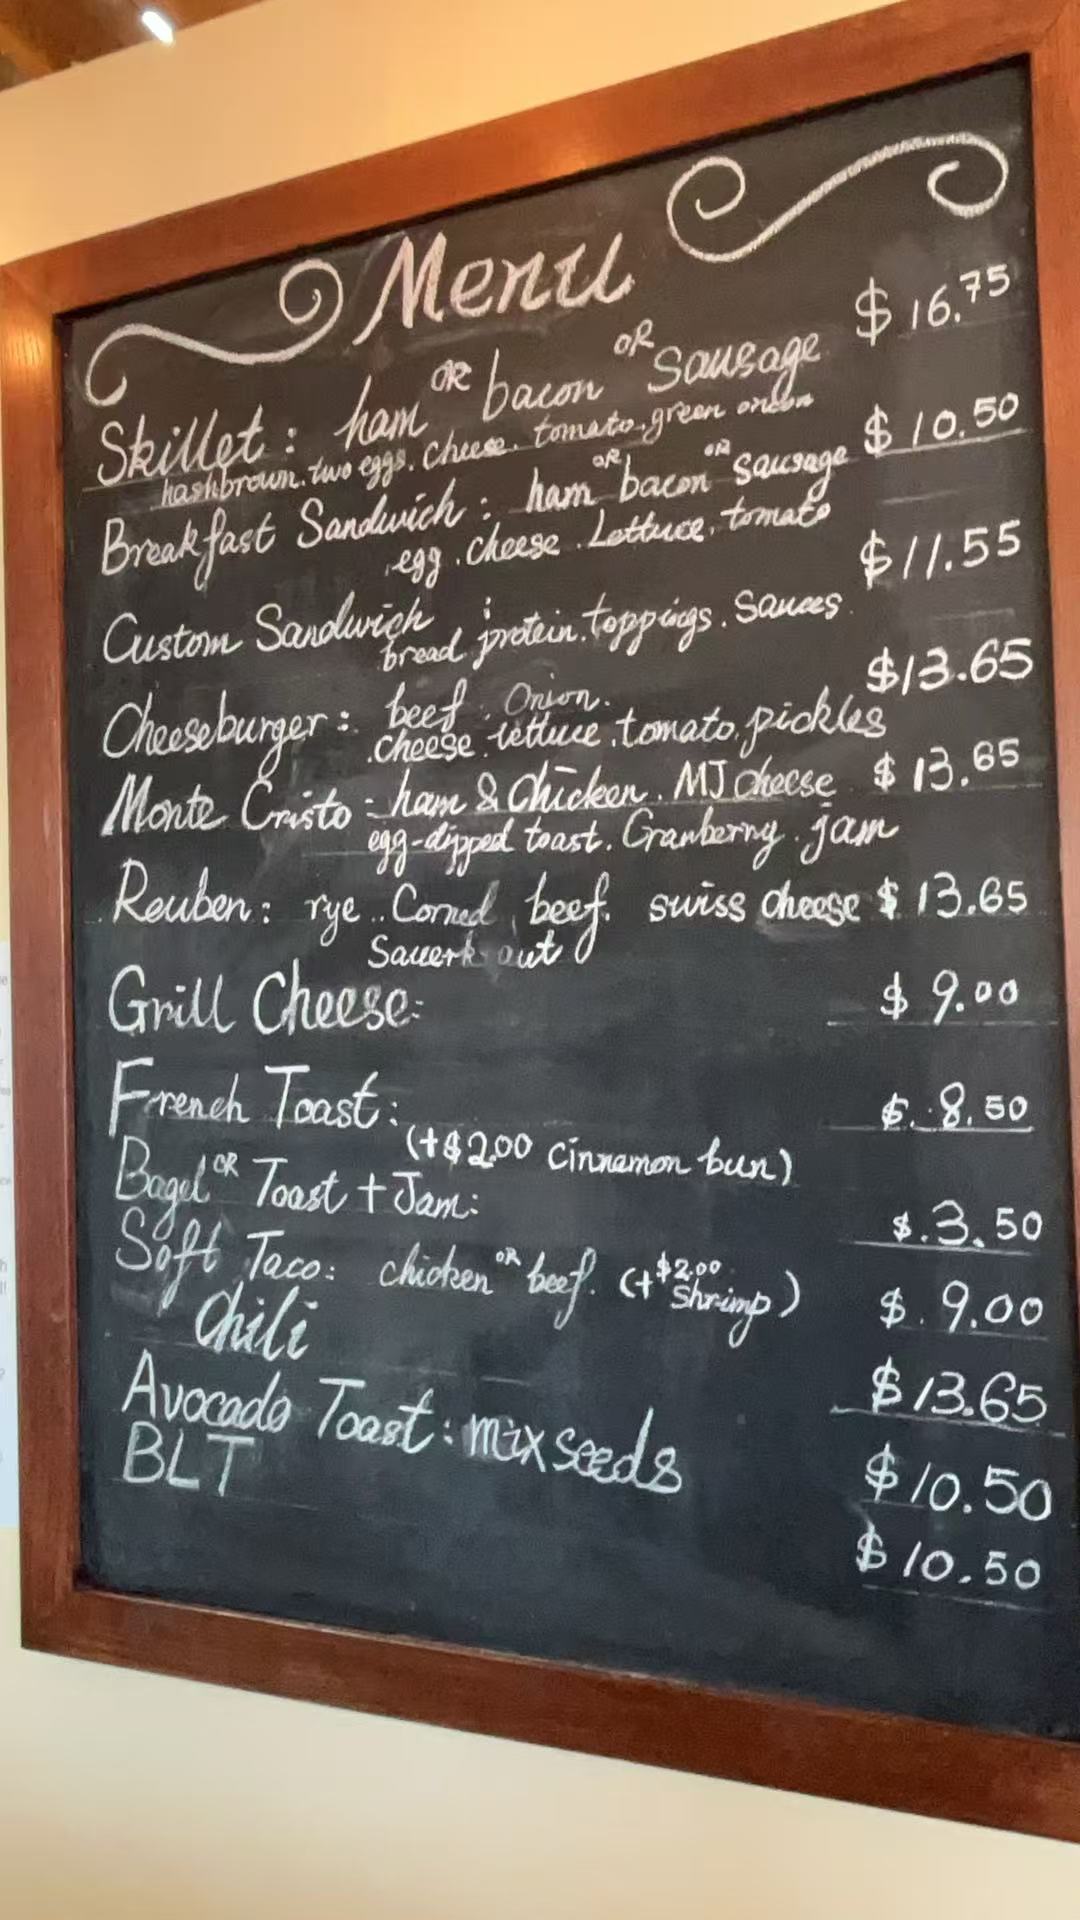 Menu
Skillet: ham OR bacon OR Sausage $16.75
hashbrown. two eggs. Cheese. tomato. green onion
Breakfast Sandwich: ham OR bacon OR Sausage $10.50
egg. cheese. Lettuce. tomato
Custom Sandwich: $11.55
bread protein. toppings. Sauces
Cheeseburger: beef. Onion. $13.65
cheese. lettuce. tomato. pickles
Monte Cristo: ham & Chicken. MJ Cheese $13.65
egg-dipped toast. Cranberry. jam
Reuben: rye.. Corned beef. swiss cheese $13.65
Sauerk out
Grill Cheese: $9.00
French Toast: $.8.50
(+$2.00 Cinnamon bun)
Bagel OR Toast + Jam: $.3.50
Soft Taco: chicken OR beef. (+$2.00 Shrimp) $.9.00
Chili $13.65
Avocado Toast: mix seeds $10.50
BLT $10.50